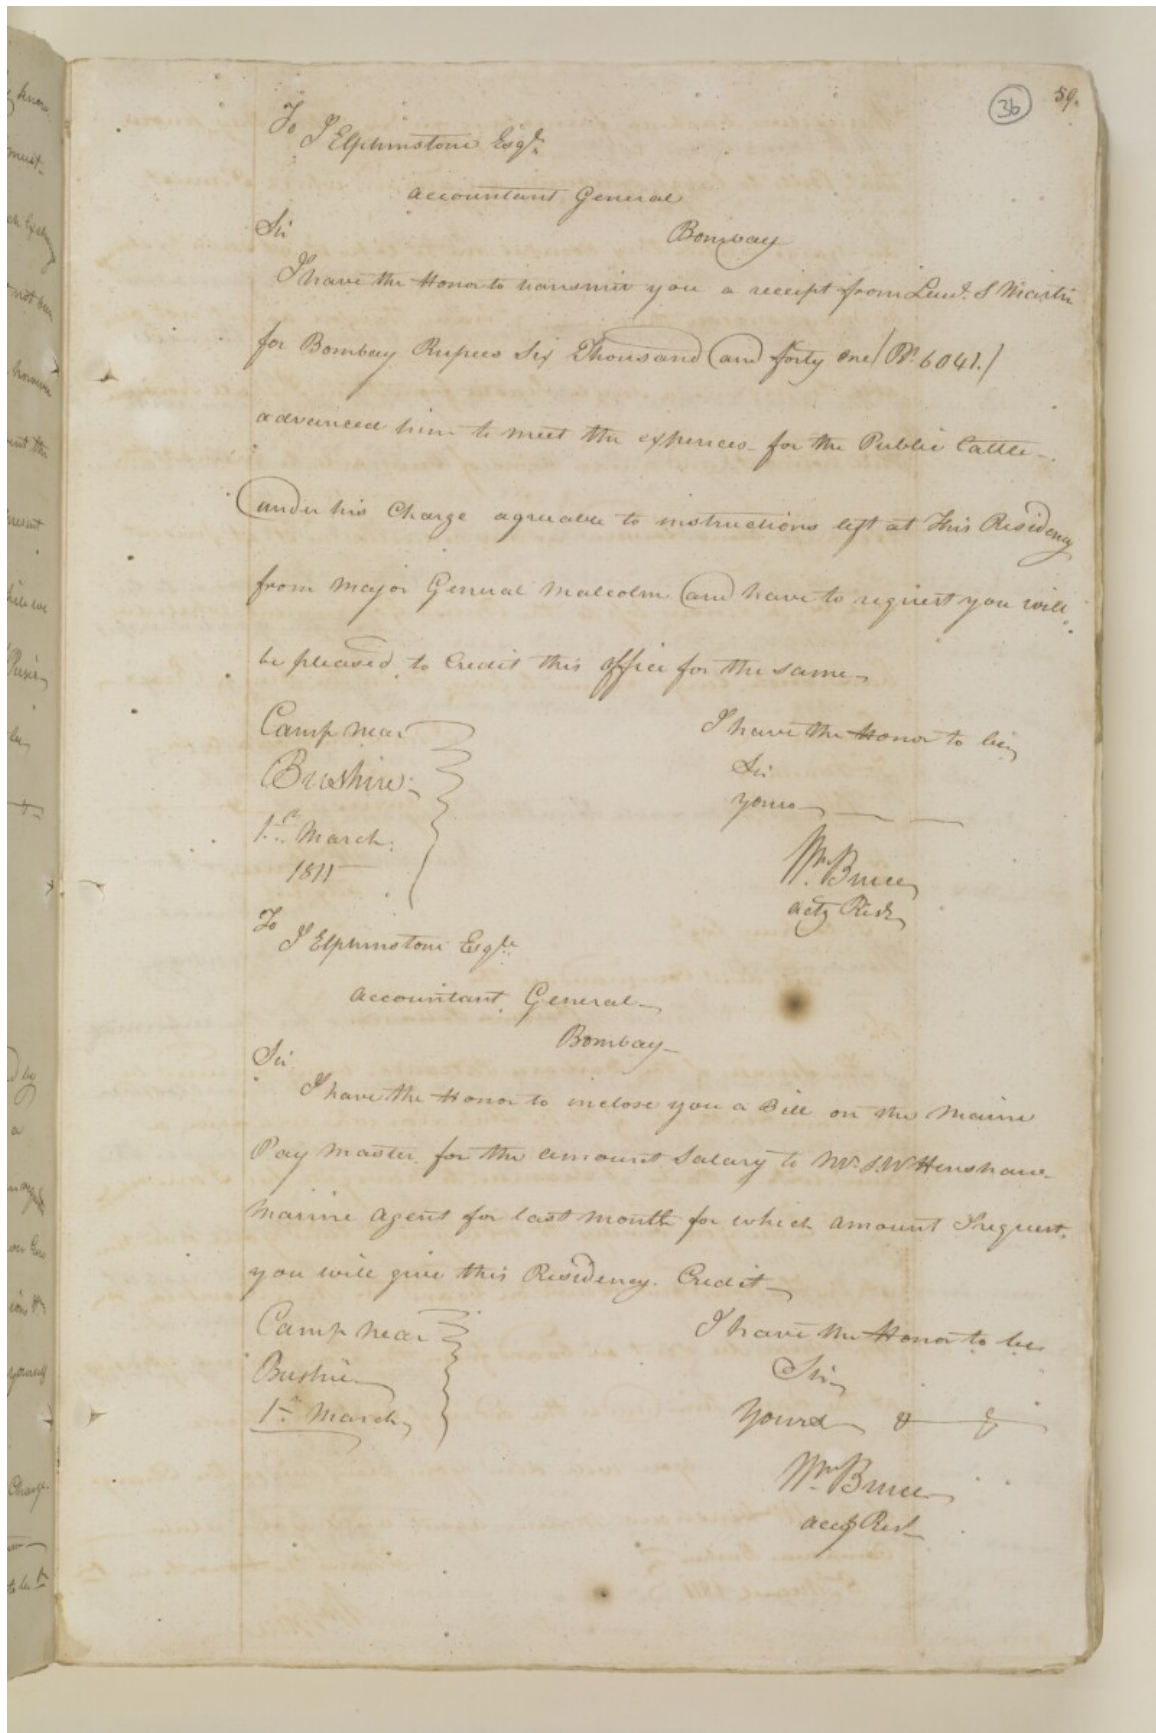 36
59.
To
J Elphinstone Esqr.
Accountant General
Bombay
Sir
I have the Honor to transmit you a receipt from Lieut. S Martin
for Bombay Rupees Six Thousand and forty one / Rs. 6041. /
advanced him to meet the expences for the Public Cattle
under his Charge agreeable to instructions left at This Residency
from Major General Malcolm and have to request you will
be pleased to Credit this office for the same
Camp near
Bushire
1st March
1811
I have the Honor to be
Sir
yours
Wm. Bruce
actg Resdt
To
J Elphinstone Esqre
Accountant General
Bombay
Sir
I have the Honor to inclose you a Bill on the Marine
Pay Master for the amount Salary to Mr. S.W Henshaw
Marine Agent for last Month for which amount I request
you will give this Residency Credit
Camp near
Bushire
1st March
I have the Honor to be
Sir
Yours & &
Wm. Bruce
actg Resdt